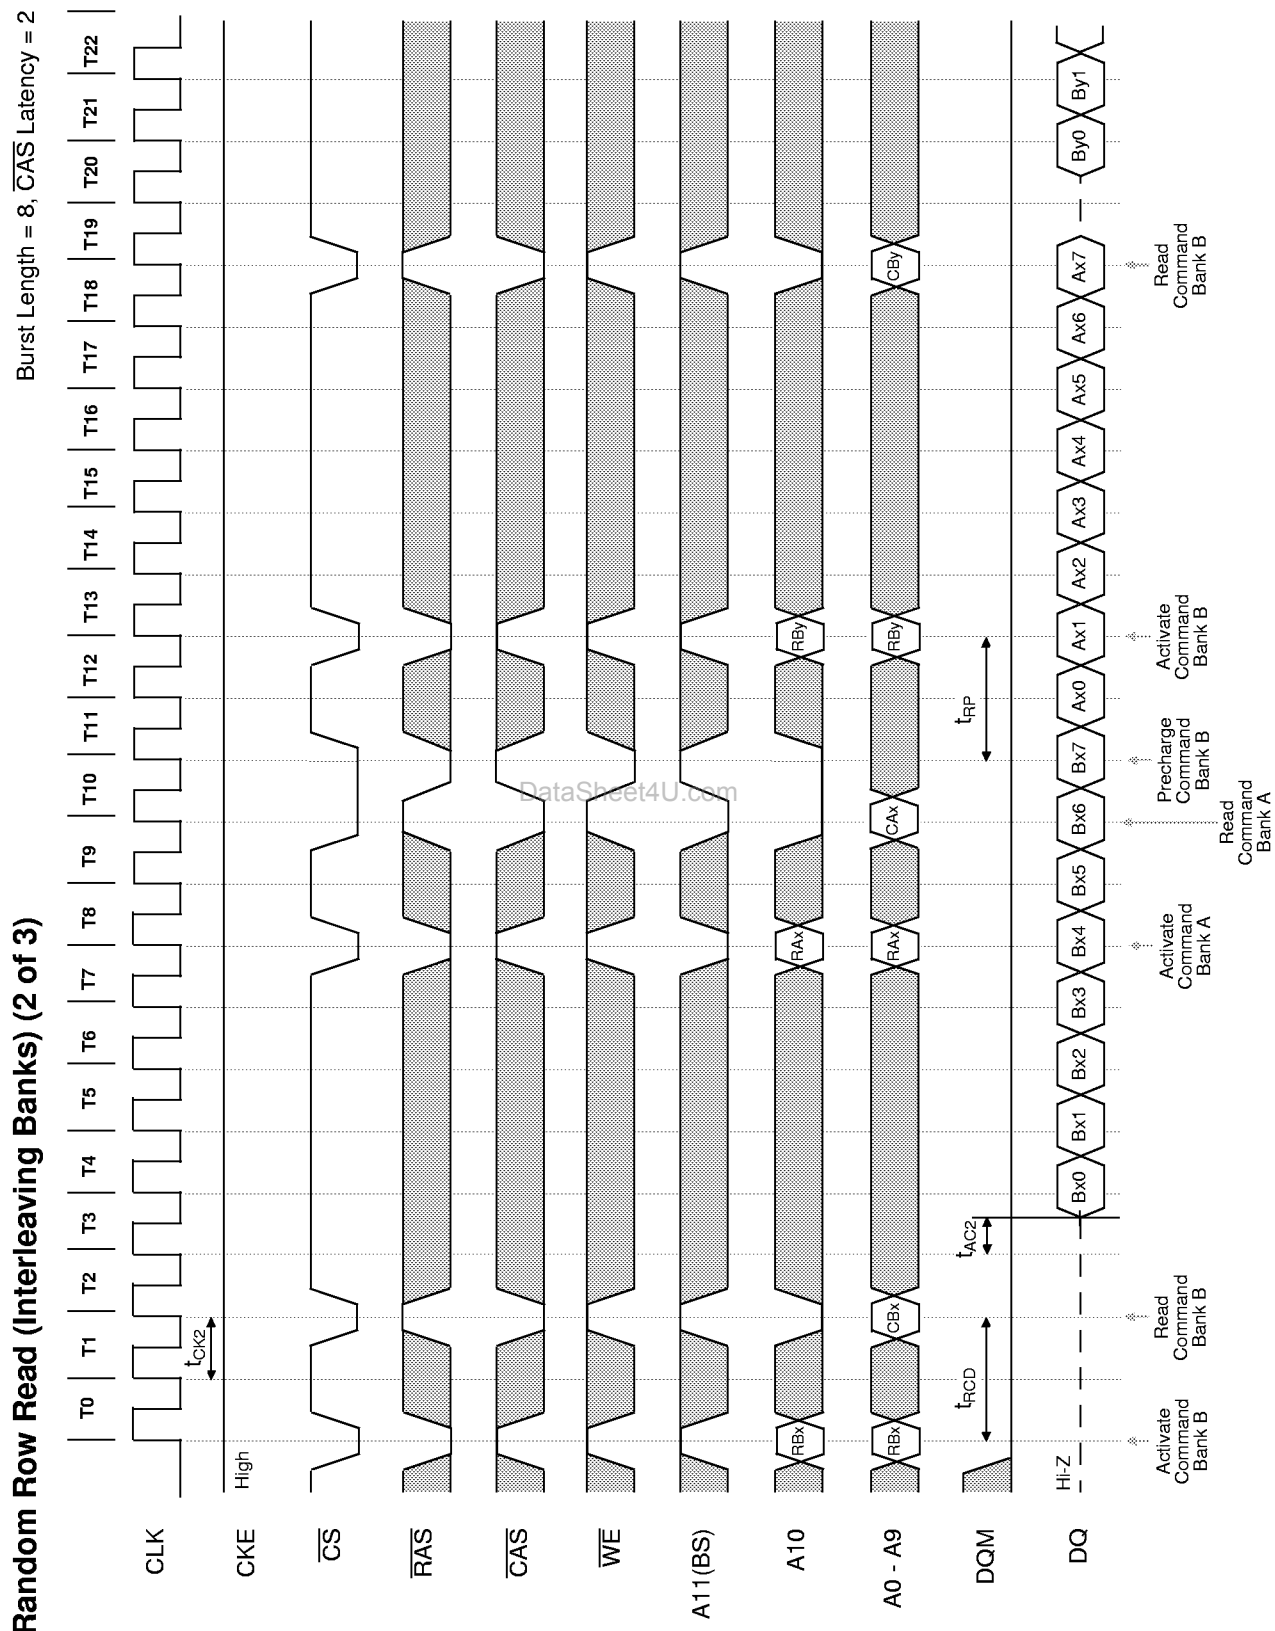 Random Row Read (Interleaving Banks) (2 of 3)
Burst Length = 8, CAS Latency = 2
T0 T1 T2 T3 T4 T5 T6 T7 T8 T9 T10 T11 T12 T13 T14 T15 T16 T17 T18 T19 T20 T21 T22
CLK
tCK2
CKE
High
CS
RAS
CAS
WE
DataSheet4U.com
A11(BS)
A10
RBx RAx RBy
A0 - A9
RBx CBx RAx CAx RBy CBy
DQM
tRCD
tAC2
tRP
DQ
Hi-Z
Bx0 Bx1 Bx2 Bx3 Bx4 Bx5 Bx6 Bx7 Ax0 Ax1 Ax2 Ax3 Ax4 Ax5 Ax6 Ax7 By0 By1
Activate
Command
Bank B
Read
Command
Bank B
Activate
Command
Bank A
Read
Command
Bank A
Precharge
Command
Bank B
Activate
Command
Bank B
Read
Command
Bank B